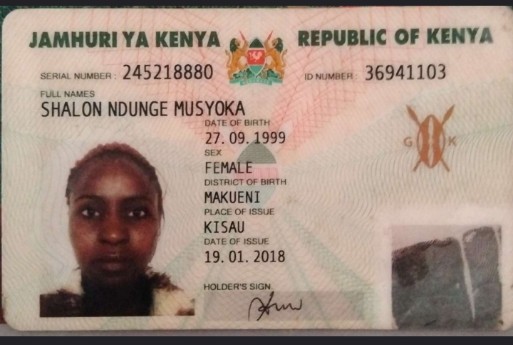 JAMHURI YA KENYA REPUBLIC OF KENYA
SERIAL NUMBER: 245218880 ID NUMBER 36941103
FULL NAMES
SHALON NDUNGE MUSYOKA
DATE OF BIRTH
27.09.1999
SEX
FEMALE
G K
DISTRICT OF BIRTH
MAKUENI
PLACE OF ISSUE
KISAU
DATE OF ISSUE
19.01.2018
HOLDER'S SIGN.